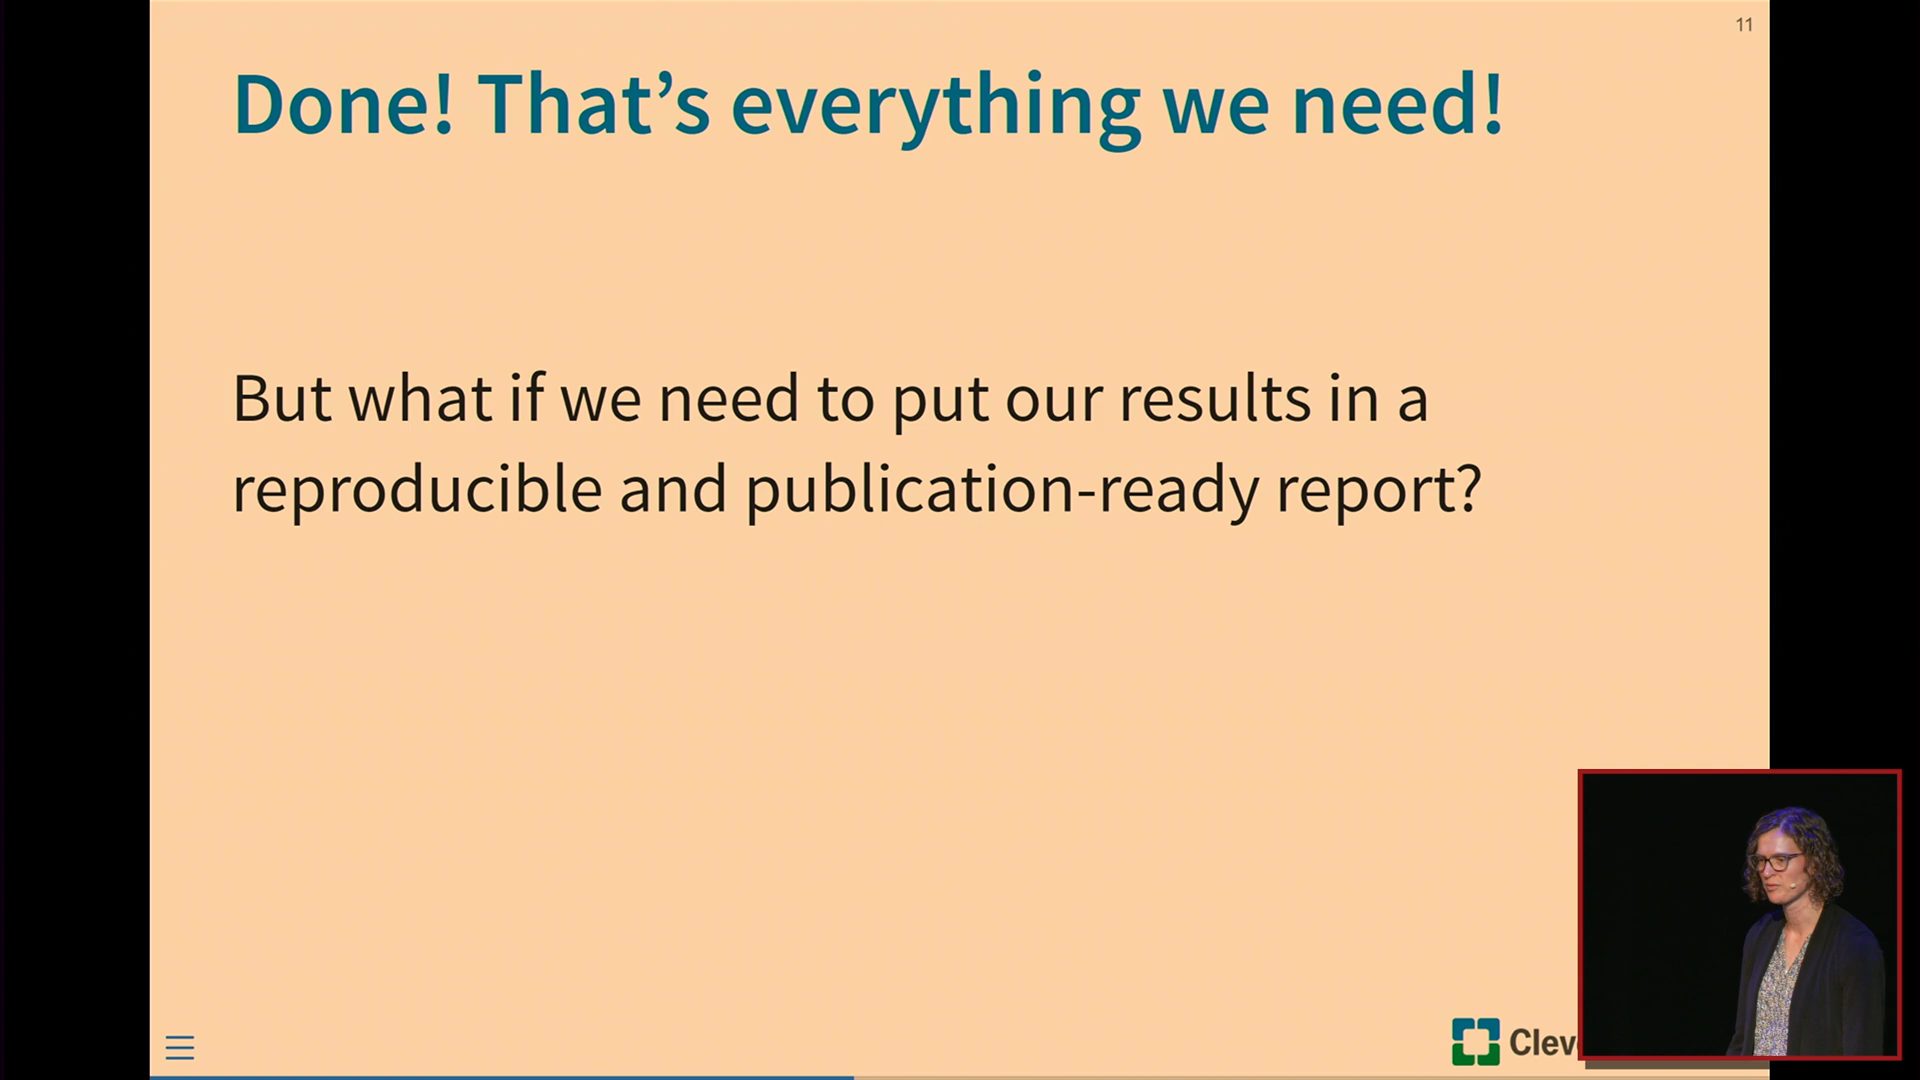 11
Done! That’s everything we need!
But what if we need to put our results in a
reproducible and publication-ready report?